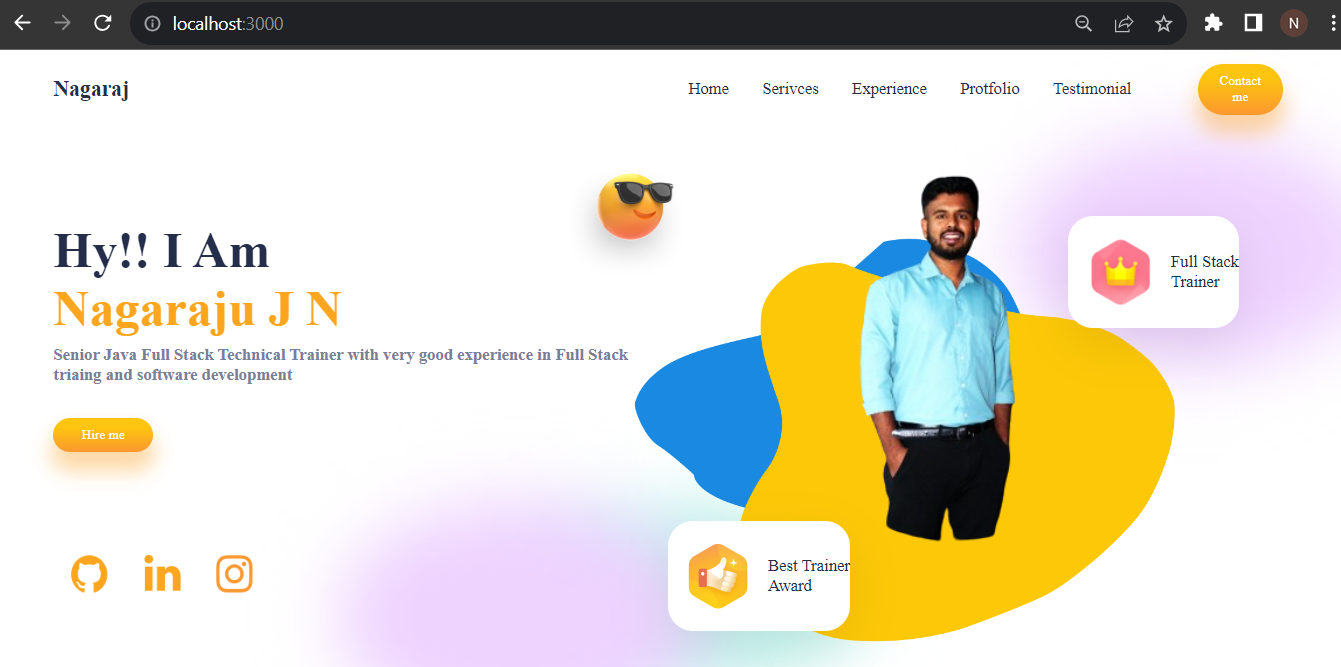 localhost:3000
N
Nagaraj
Home Serivces Experience Protfolio Testimonial
Contact
me
Hy!! I Am
Nagaraju J N
Senior Java Full Stack Technical Trainer with very good experience in Full Stack
triaing and software development
Hire me
Full Stack
Trainer
Best Trainer
Award
in